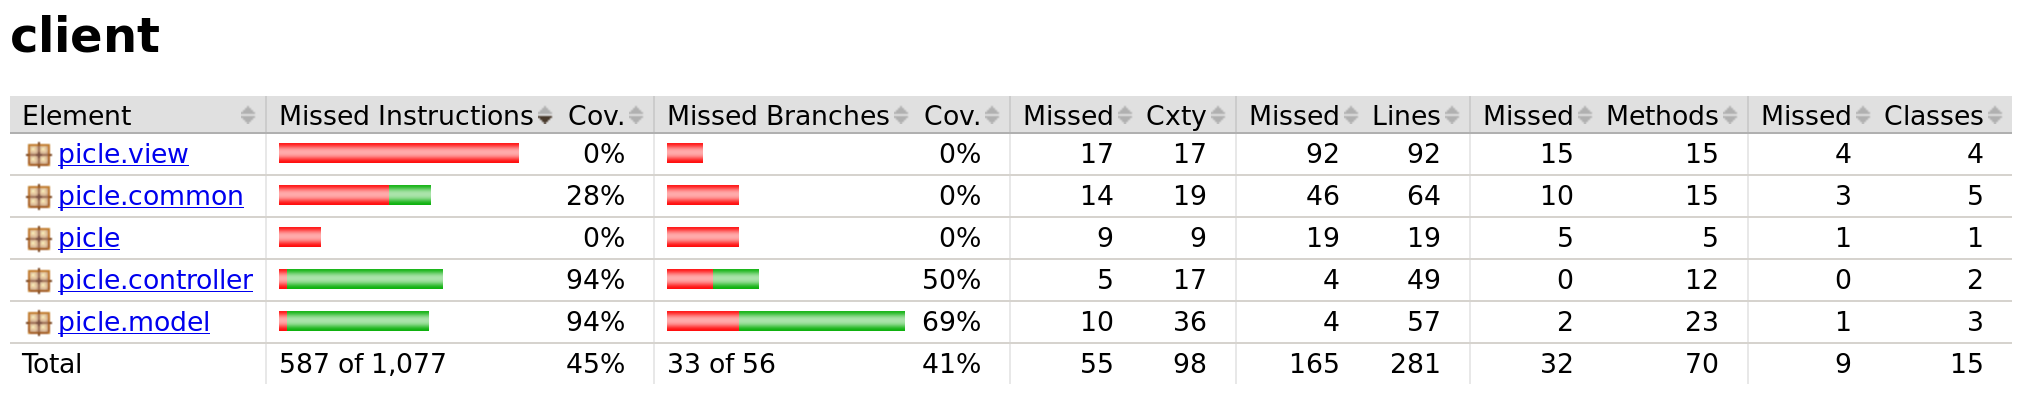 client
Element Missed Instructions Cov. Missed Branches Cov. Missed Cxty Missed Lines Missed Methods Missed Classes
picle.view 0% 0% 17 17 92 92 15 15 4 4
picle.common 28% 0% 14 19 46 64 10 15 3 5
picle 0% 0% 9 9 19 19 5 5 1 1
picle.controller 94% 50% 5 17 4 49 0 12 0 2
picle.model 94% 69% 10 36 4 57 2 23 1 3
Total 587 of 1,077 45% 33 of 56 41% 55 98 165 281 32 70 9 15